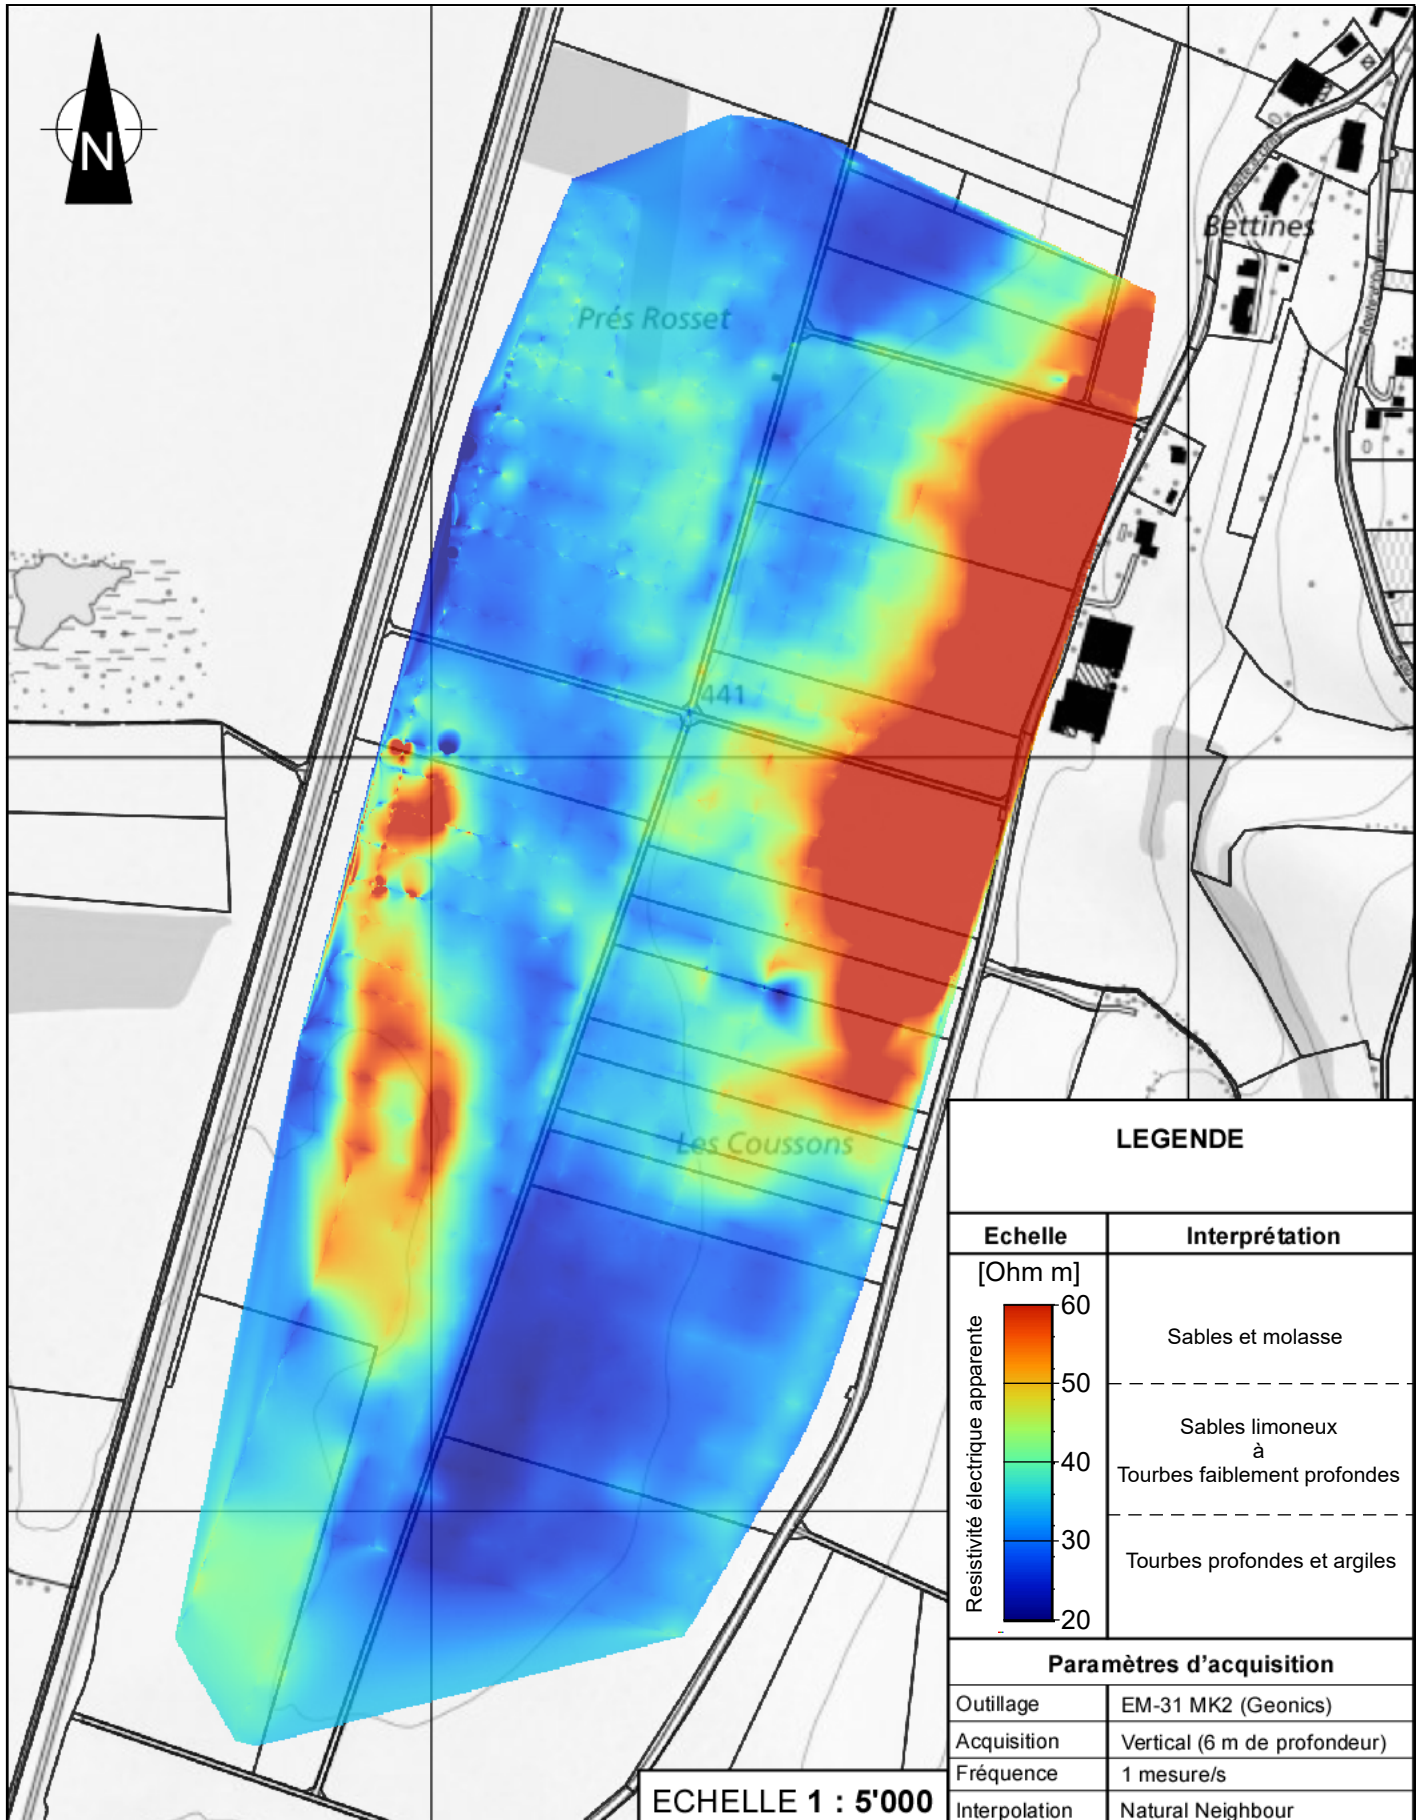 N
Bettines
Prés Rosset
441
Les Coussons
LEGENDE
Echelle
Interprétation
[Ohm m]
Resistivité électrique apparente
60
50
40
30
20
Sables et molasse
Sables limoneux
à
Tourbes faiblement profondes
Tourbes profondes et argiles
Paramètres d'acquisition
Outillage
EM-31 MK2 (Geonics)
Acquisition
Vertical (6 m de profondeur)
Fréquence
1 mesure/s
Interpolation
Natural Neighbour
ECHELLE 1 : 5'000